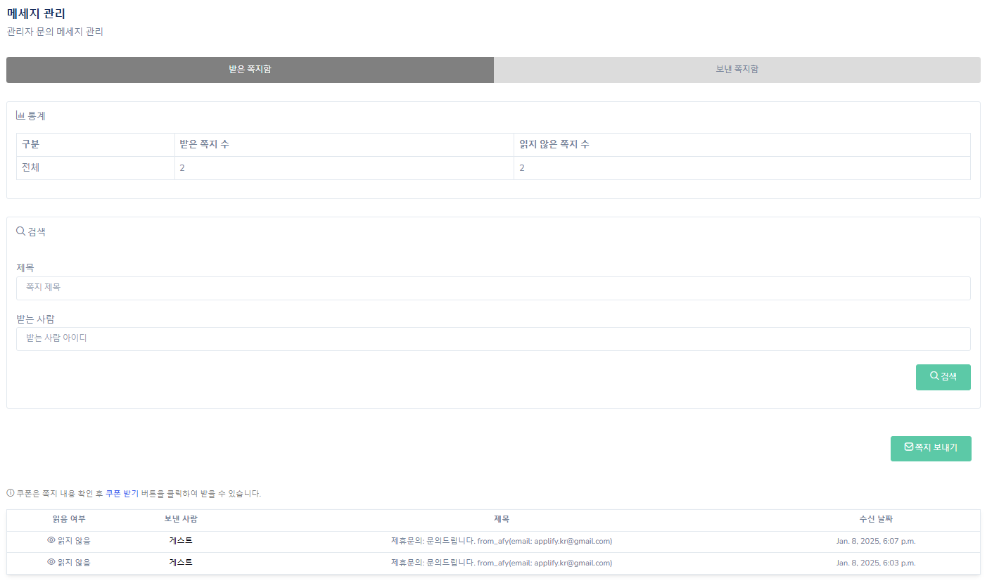 메세지 관리
관리자 문의 메세지 관리
받은 쪽지함 보낸 쪽지함
통계
구분 받은 쪽지 수 읽지 않은 쪽지 수
전체 2 2
검색
제목
쪽지 제목
받는 사람
받는 사람 아이디
검색
쪽지 보내기
쿠폰은 쪽지 내용 확인 후 쿠폰 받기 버튼을 클릭하여 받을 수 있습니다.
읽음 여부 보낸 사람 제목 수신 날짜
읽지 않음 게스트 제휴문의: 문의드립니다. from_afy(email: applify.kr@gmail.com) Jan. 8, 2025, 6:07 p.m.
읽지 않음 게스트 제휴문의: 문의드립니다. from_afy(email: applify.kr@gmail.com) Jan. 8, 2025, 6:03 p.m.